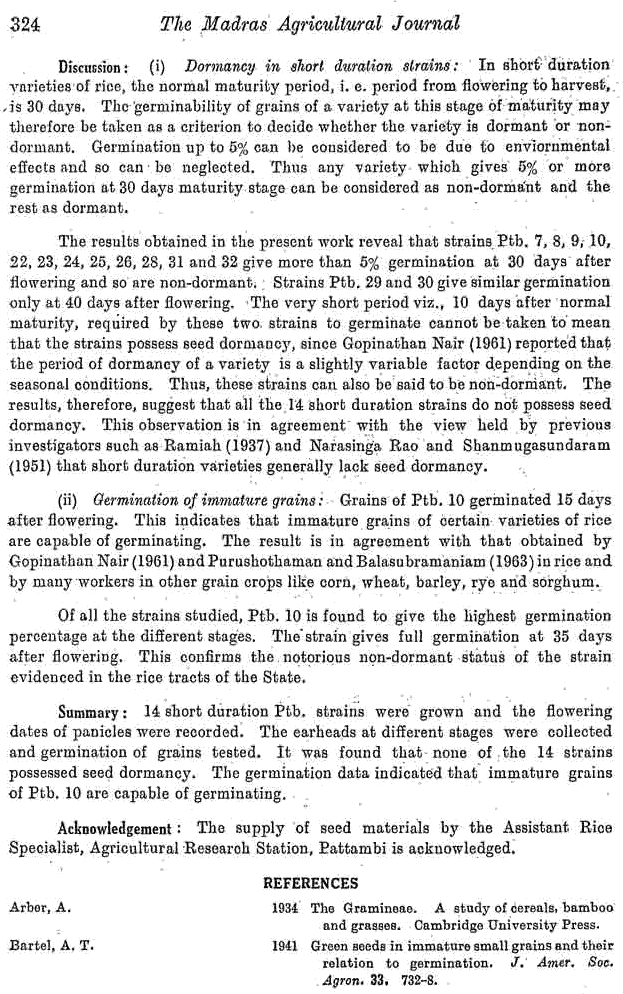 324 The Madras Agricultural Journal
Discussion: (i) Dormancy in short duration strains: In short duration
varieties of rice, the normal maturity period, i. e. period from flowering to harvest,
is 30 days. The germinability of grains of a variety at this stage of maturity may
therefore be taken as a criterion to decide whether the variety is dormant or non-
dormant. Germination up to 5% can be considered to be due to enviornmental
effects and so can be neglected. Thus any variety which gives 5% or more
germination at 30 days maturity stage can be considered as non-dormant and the
rest as dormant.
The results obtained in the present work reveal that strains Ptb. 7, 8, 9, 10,
22, 23, 24, 25, 26, 28, 31 and 32 give more than 5% germination at 30 days after
flowering and so are non-dormant. Strains Ptb. 29 and 30 give similar germination
only at 40 days after flowering. The very short period viz., 10 days after normal
maturity, required by these two strains to germinate cannot be taken to mean
that the strains possess seed dormancy, since Gopinathan Nair (1961) reported that
the period of dormancy of a variety is a slightly variable factor depending on the
seasonal conditions. Thus, these strains can also be said to be non-dormant. The
results, therefore, suggest that all the 14 short duration strains do not possess seed
dormancy. This observation is in agreement with the view held by previous
investigators such as Ramiah (1937) and Narasinga Rao and Shanmugasundaram
(1951) that short duration varieties generally lack seed dormancy.
(ii) Germination of immature grains: Grains of Ptb. 10 germinated 15 days
after flowering. This indicates that immature grains of certain varieties of rice
are capable of germinating. The result is in agreement with that obtained by
Gopinathan Nair (1961) and Purushothaman and Balasubramaniam (1963) in rice and
by many workers in other grain crops like corn, wheat, barley, rye and sorghum.
Of all the strains studied, Ptb. 10 is found to give the highest germination
percentage at the different stages. The strain gives full germination at 35 days
after flowering. This confirms the notorious non-dormant status of the strain
evidenced in the rice tracts of the State.
Summary: 14 short duration Ptb. strains were grown and the flowering
dates of panicles were recorded. The earheads at different stages were collected
and germination of grains tested. It was found that none of the 14 strains
possessed seed dormancy. The germination data indicated that immature grains
of Ptb. 10 are capable of germinating.
Acknowledgement: The supply of seed materials by the Assistant Rice
Specialist, Agricultural Research Station, Pattambi is acknowledged.
REFERENCES
Arber, A. 1934 The Gramineae. A study of cereals, bamboo
and grasses. Cambridge University Press.
Bartel, A. T. 1941 Green seeds in immature small grains and their
relation to germination. J. Amer. Soc.
Agron. 33, 732-8.